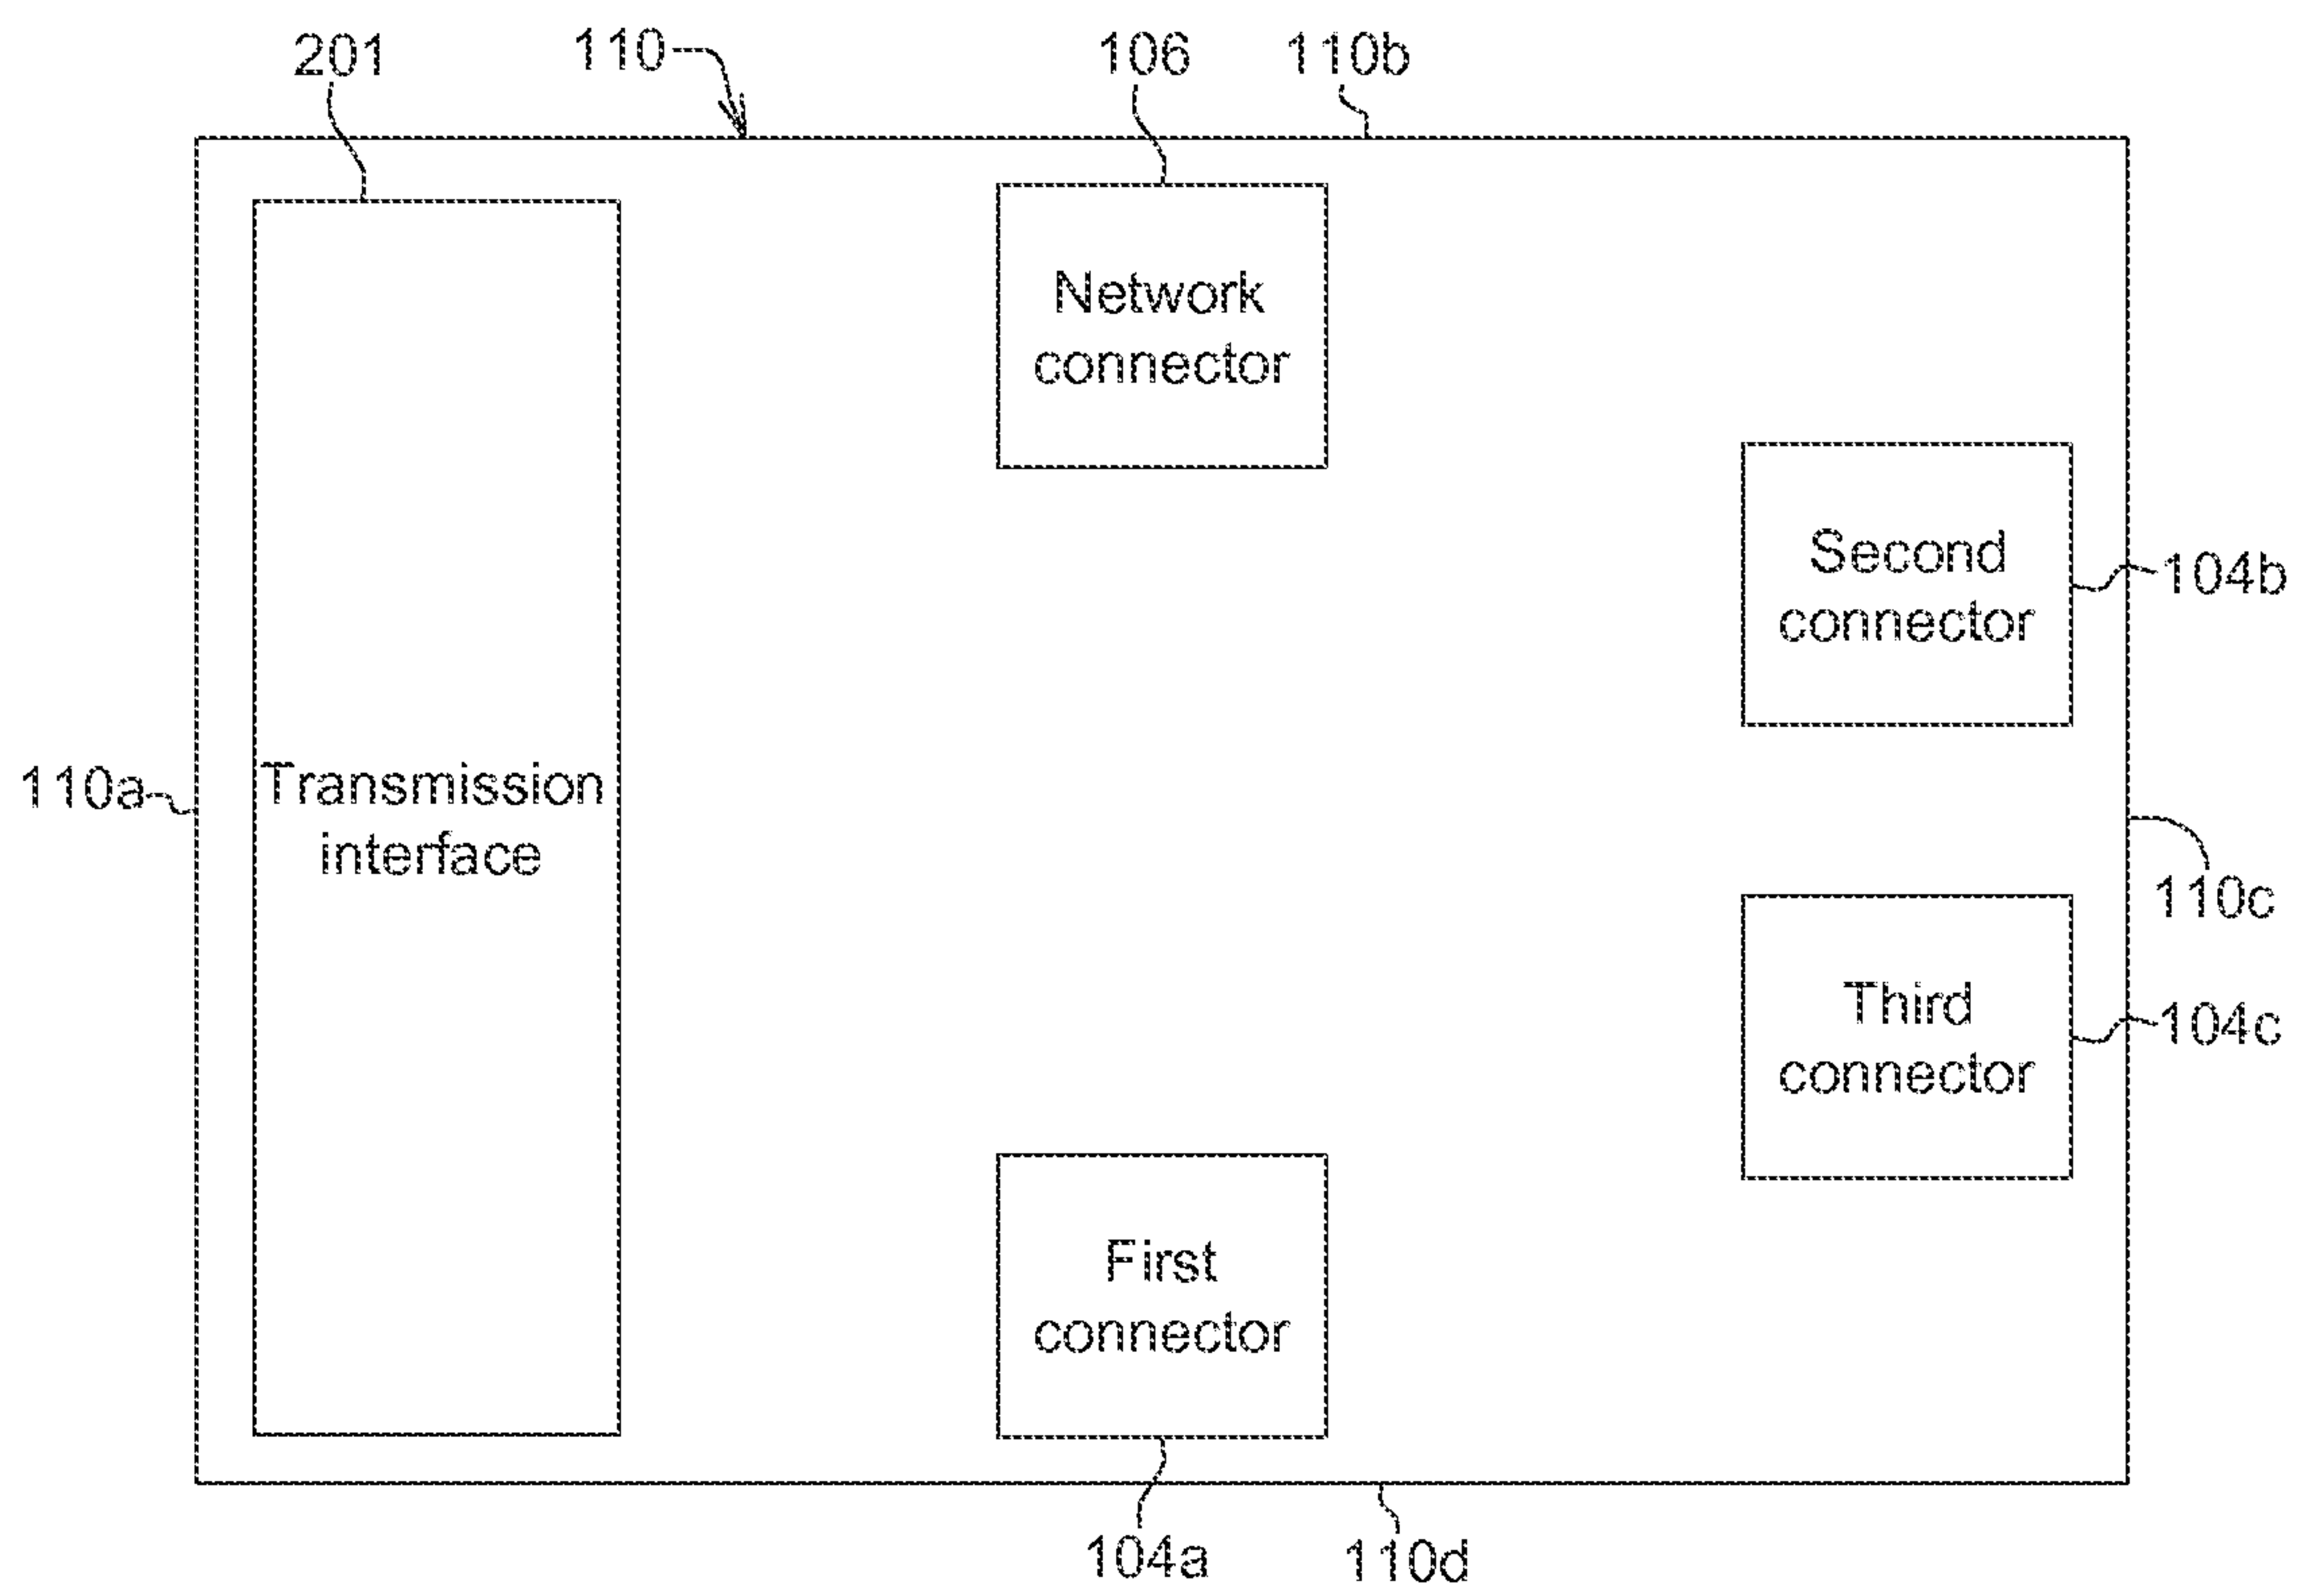 201
110
106
110b
Network
connector
Second
connector
104b
110a
Transmission
interface
110c
Third
connector
104c
First
connector
104a
110d